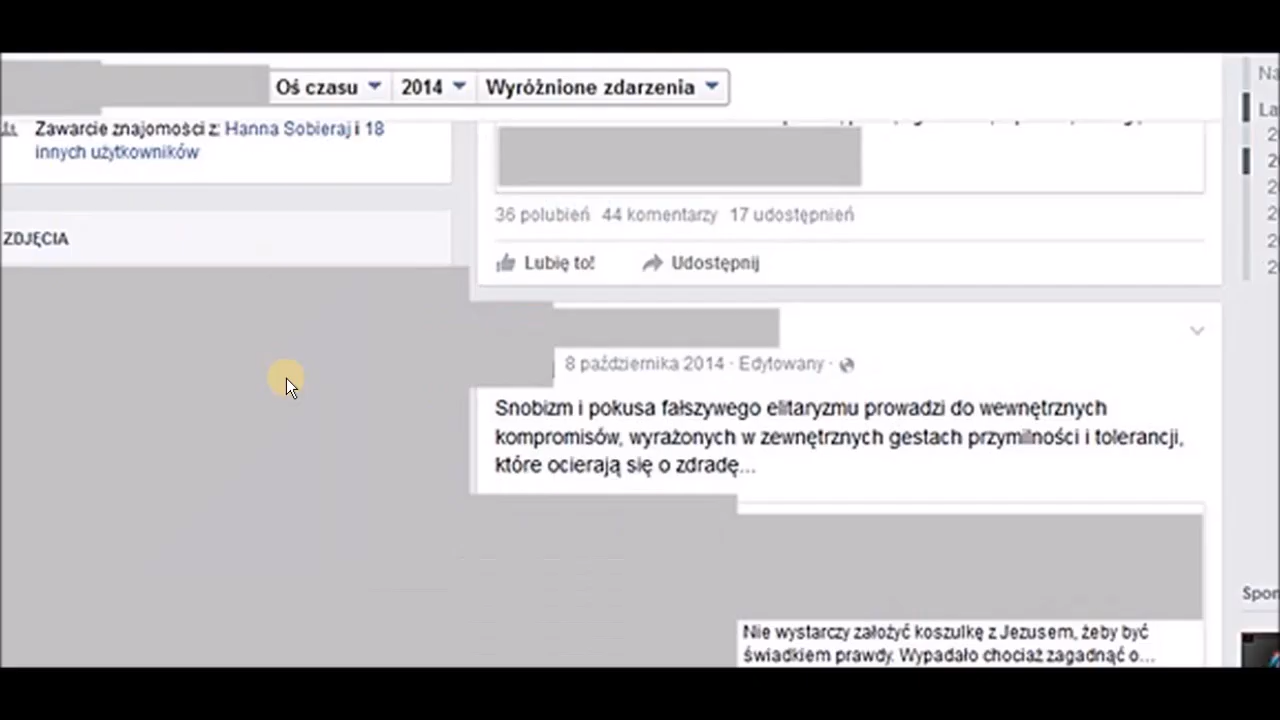 Oś czasu
2014
Wyróżnione zdarzenia
Zawarcie znajomości z: Hanna Sobieraj i 18
innych użytkowników
ZDJĘCIA
36 polubień 44 komentarzy 17 udostępnień
Lubię to! Udostępnij
8 października 2014 · Edytowany ·
Snobizm i pokusa fałszywego elitaryzmu prowadzi do wewnętrznych
kompromisów, wyrażonych w zewnętrznych gestach przymilności i tolerancji,
które ocierają się o zdradę...
Nie wystarczy założyć koszulkę z Jezusem, żeby być
świadkiem prawdy. Wypadało chociaż zagadnąć o...